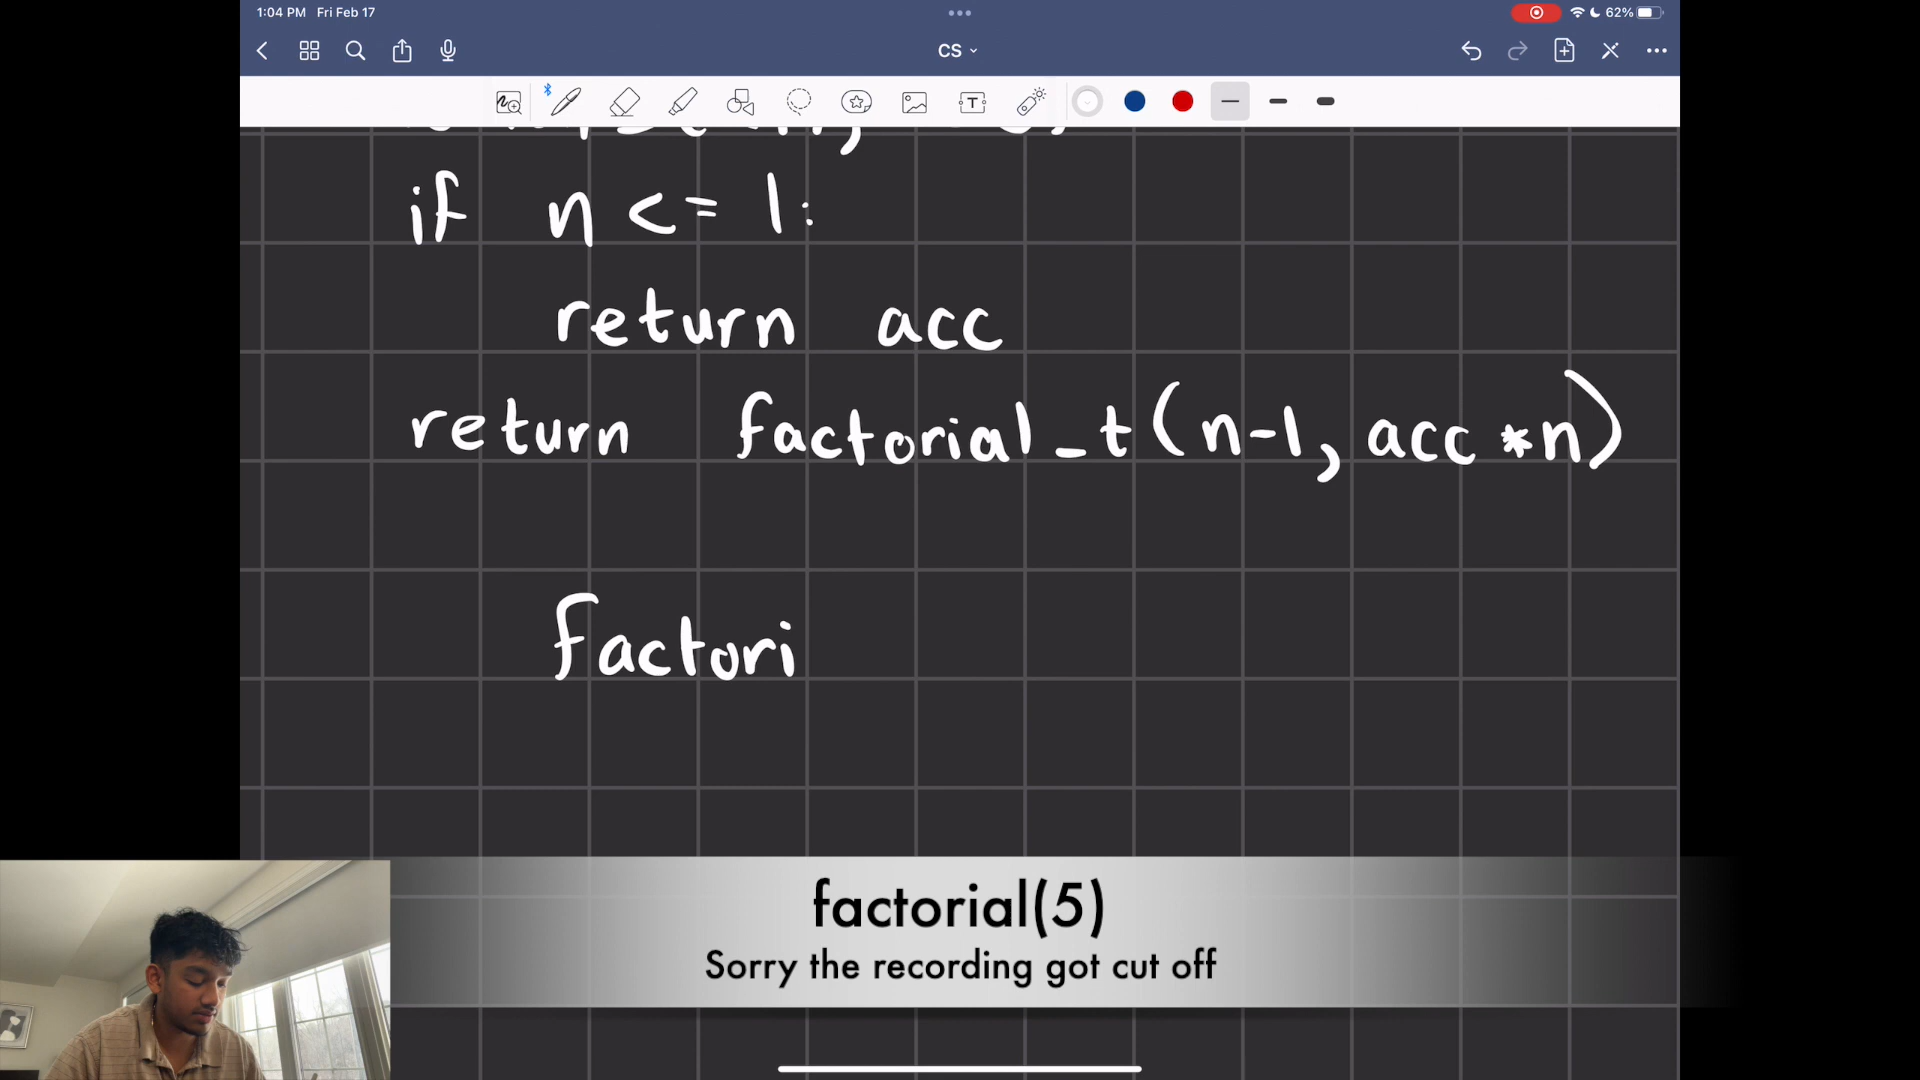 1:04 PM Fri Feb 17
62%
CS
T
if n <= 1:
return acc
return factorial_t(n-1, acc *n)
factori
factorial(5)
Sorry the recording got cut off